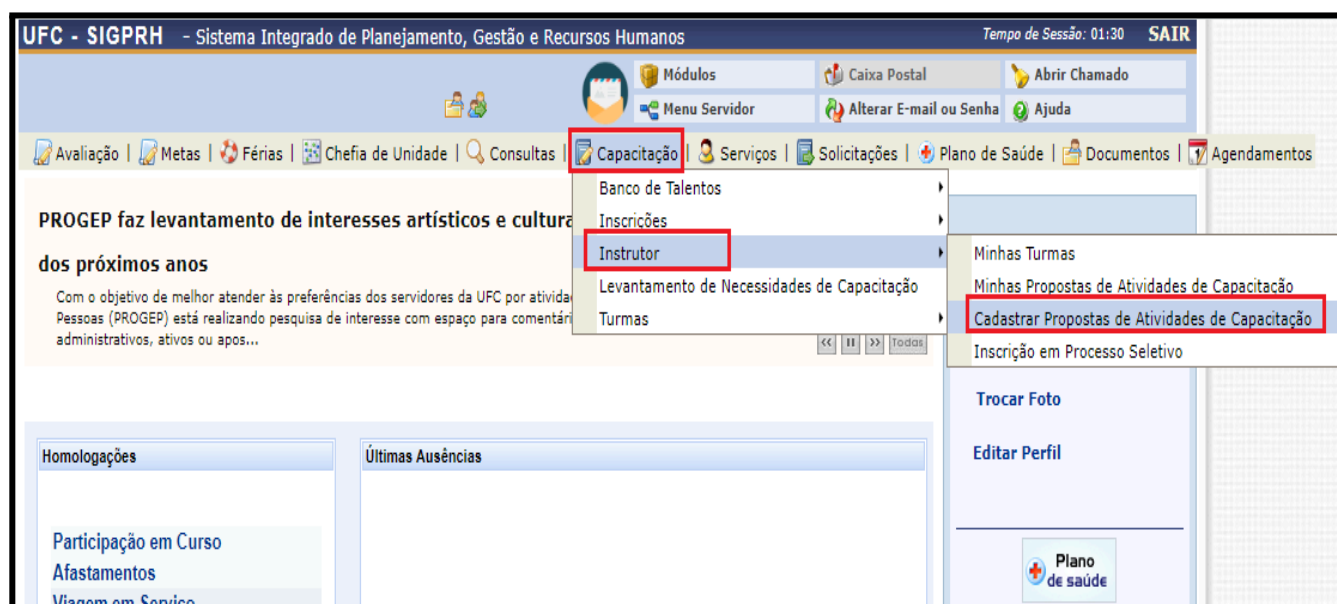 UFC - SIGPRH - Sistema Integrado de Planejamento, Gestão e Recursos Humanos Tempo de Sessão: 01:30 SAIR
Módulos Caixa Postal Abrir Chamado
Menu Servidor Alterar E-mail ou Senha Ajuda
Avaliação | Metas | Férias | Chefia de Unidade | Consultas | Capacitação | Serviços | Solicitações | Plano de Saúde | Documentos | Agendamentos
Banco de Talentos
Inscrições
Instrutor
Levantamento de Necessidades de Capacitação
Turmas
Minhas Turmas
Minhas Propostas de Atividades de Capacitação
Cadastrar Propostas de Atividades de Capacitação
Inscrição em Processo Seletivo
PROGEP faz levantamento de interesses artísticos e cultura
dos próximos anos
Com o objetivo de melhor atender às preferências dos servidores da UFC por ativida
Pessoas (PROGEP) está realizando pesquisa de interesse com espaço para comentári
administrativos, ativos ou apos...
<< II >> Todas
Trocar Foto
Editar Perfil
Homologações
Últimas Ausências
Participação em Curso
Afastamentos
Viagem em Serviço
Plano
de saúde